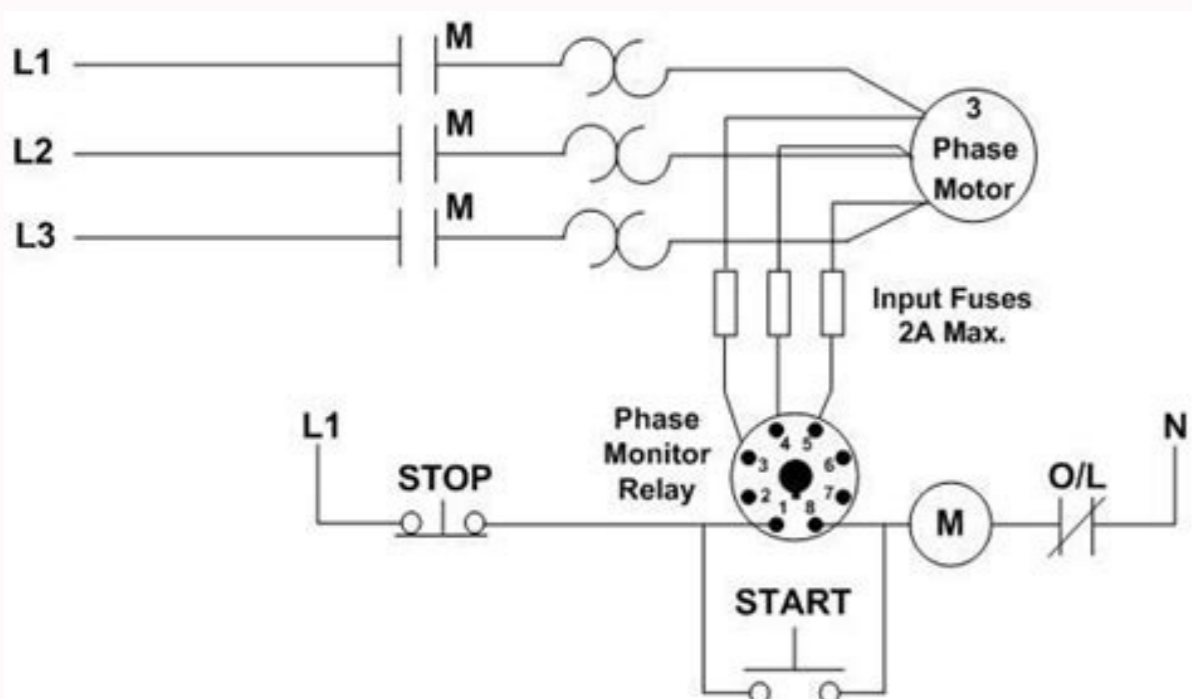 L1
M
L2
M
L3
M
3
Phase
Motor
Input Fuses
2A Max.
Phase
Monitor
Relay
4 5
3 6
2 7
1 8
L1
STOP
M
O/L
N
START